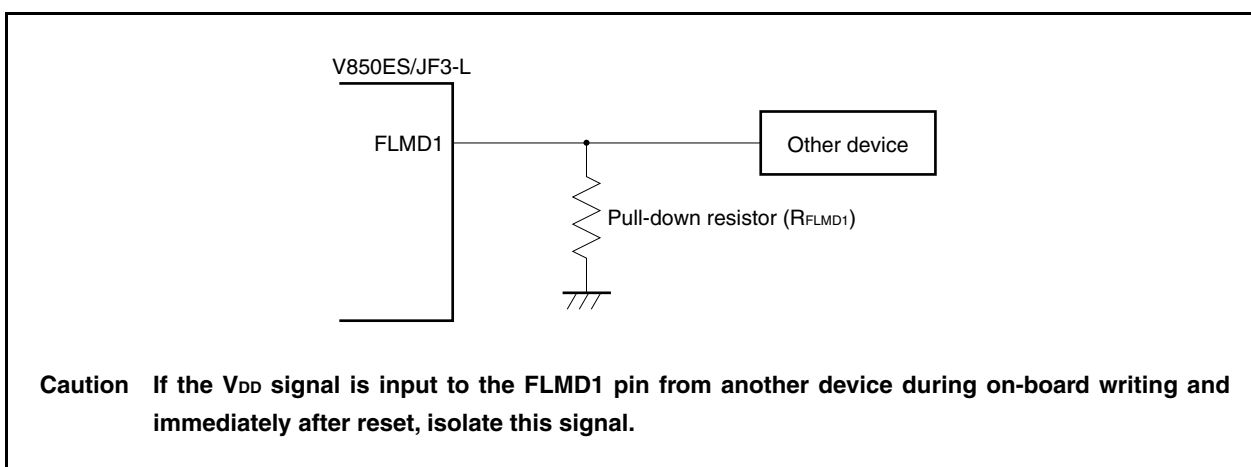 V850ES/JF3-L
FLMD1
Other device
Pull-down resistor (RFLMD1)
Caution If the VDD signal is input to the FLMD1 pin from another device during on-board writing and
immediately after reset, isolate this signal.